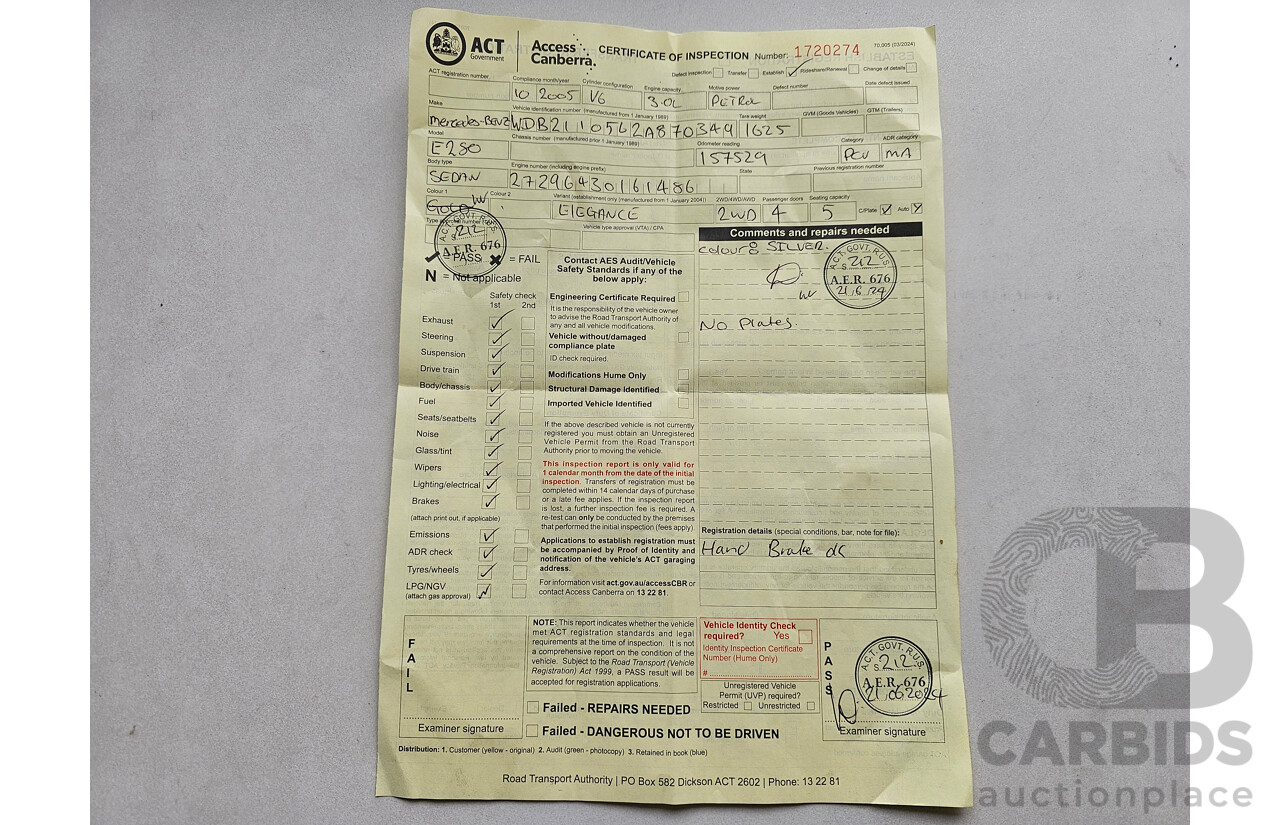 ACT
Government
Access
Canberra.
CERTIFICATE OF INSPECTION Number: 1720274
70.005 (03/2024)
Defect inspection Transfer Establish Rideshare/Renewal Change of details
ACT registration number Compliance month/year Cylinder configuration Engine capacity Motive power Defect number Date defect issued
10 2005 V6 3.0L PETROL
Make Vehicle identification number (manufactured from 1 January 1989) Tare weight GVM (Goods Vehicles) GTM (Trailers)
Mercedes-Benz WDB2110562A870349 1625
Model Chassis number (manufactured prior 1 January 1989) Odometer reading Category ADR category
E280 157529 PCV MA
Body type Engine number (including engine prefix) State Previous registration number
SEDAN 27296430161486
Colour 1 Colour 2 Variant (establishment only (manufactured from 1 January 2004)) 2WD/4WD/AWD Passenger doors Seating capacity
GOLD ELEGANCE 2WD 4 5 C/Plate Auto
Vehicle type approval (VTA) / CPA
A.C.T. GOVT. R.U.S.
S. 212
A.E.R. 676
✓ = PASS ✖ = FAIL
N = Not applicable
Safety check
1st 2nd
Exhaust
Steering
Suspension
Drive train
Body/chassis
Fuel
Seats/seatbelts
Noise
Glass/tint
Wipers
Lighting/electrical
Brakes
(attach print out, if applicable)
Emissions
ADR check
Tyres/wheels
LPG/NGV
(attach gas approval)
Contact AES Audit/Vehicle
Safety Standards if any of the
below apply:
Engineering Certificate Required
It is the responsibility of the vehicle owner
to advise the Road Transport Authority of
any and all vehicle modifications.
Vehicle without/damaged
compliance plate
ID check required.
Modifications Hume Only
Structural Damage Identified
Imported Vehicle Identified
If the above described vehicle is not currently
registered you must obtain an Unregistered
Vehicle Permit from the Road Transport
Authority prior to moving the vehicle.
This inspection report is only valid for
1 calendar month from the date of the initial
inspection. Transfers of registration must be
completed within 14 calendar days of purchase
or a late fee applies. If the inspection report
is lost, a further inspection fee is required. A
re-test can only be conducted by the premises
that performed the initial inspection (fees apply).
Applications to establish registration must
be accompanied by Proof of Identity and
notification of the vehicle's ACT garaging
address.
For information visit act.gov.au/accessCBR or
contact Access Canberra on 13 22 81.
Comments and repairs needed
colour SILVER.
A.C.T. GOVT. R.U.S.
S. 212
A.E.R. 676
21 6 24
No Plates.
Registration details (special conditions, bar, note for file):
Hand Brake ok
FAIL
Examiner signature
NOTE: This report indicates whether the vehicle
met ACT registration standards and legal
requirements at the time of inspection. It is not
a comprehensive report on the condition of the
vehicle. Subject to the Road Transport (Vehicle
Registration) Act 1999, a PASS result will be
accepted for registration applications.
Failed - REPAIRS NEEDED
Failed - DANGEROUS NOT TO BE DRIVEN
Vehicle Identity Check
required? Yes
Identity Inspection Certificate
Number (Hume Only)
#
Unregistered Vehicle
Permit (UVP) required?
Restricted Unrestricted
PASS
A.C.T. GOVT. R.U.S.
S. 212
A.E.R. 676
21.06.2024
Examiner signature
Distribution: 1. Customer (yellow - original) 2. Audit (green - photocopy) 3. Retained in book (blue)
Road Transport Authority | PO Box 582 Dickson ACT 2602 | Phone: 13 22 81
CB
CARBIDS
auctionplace